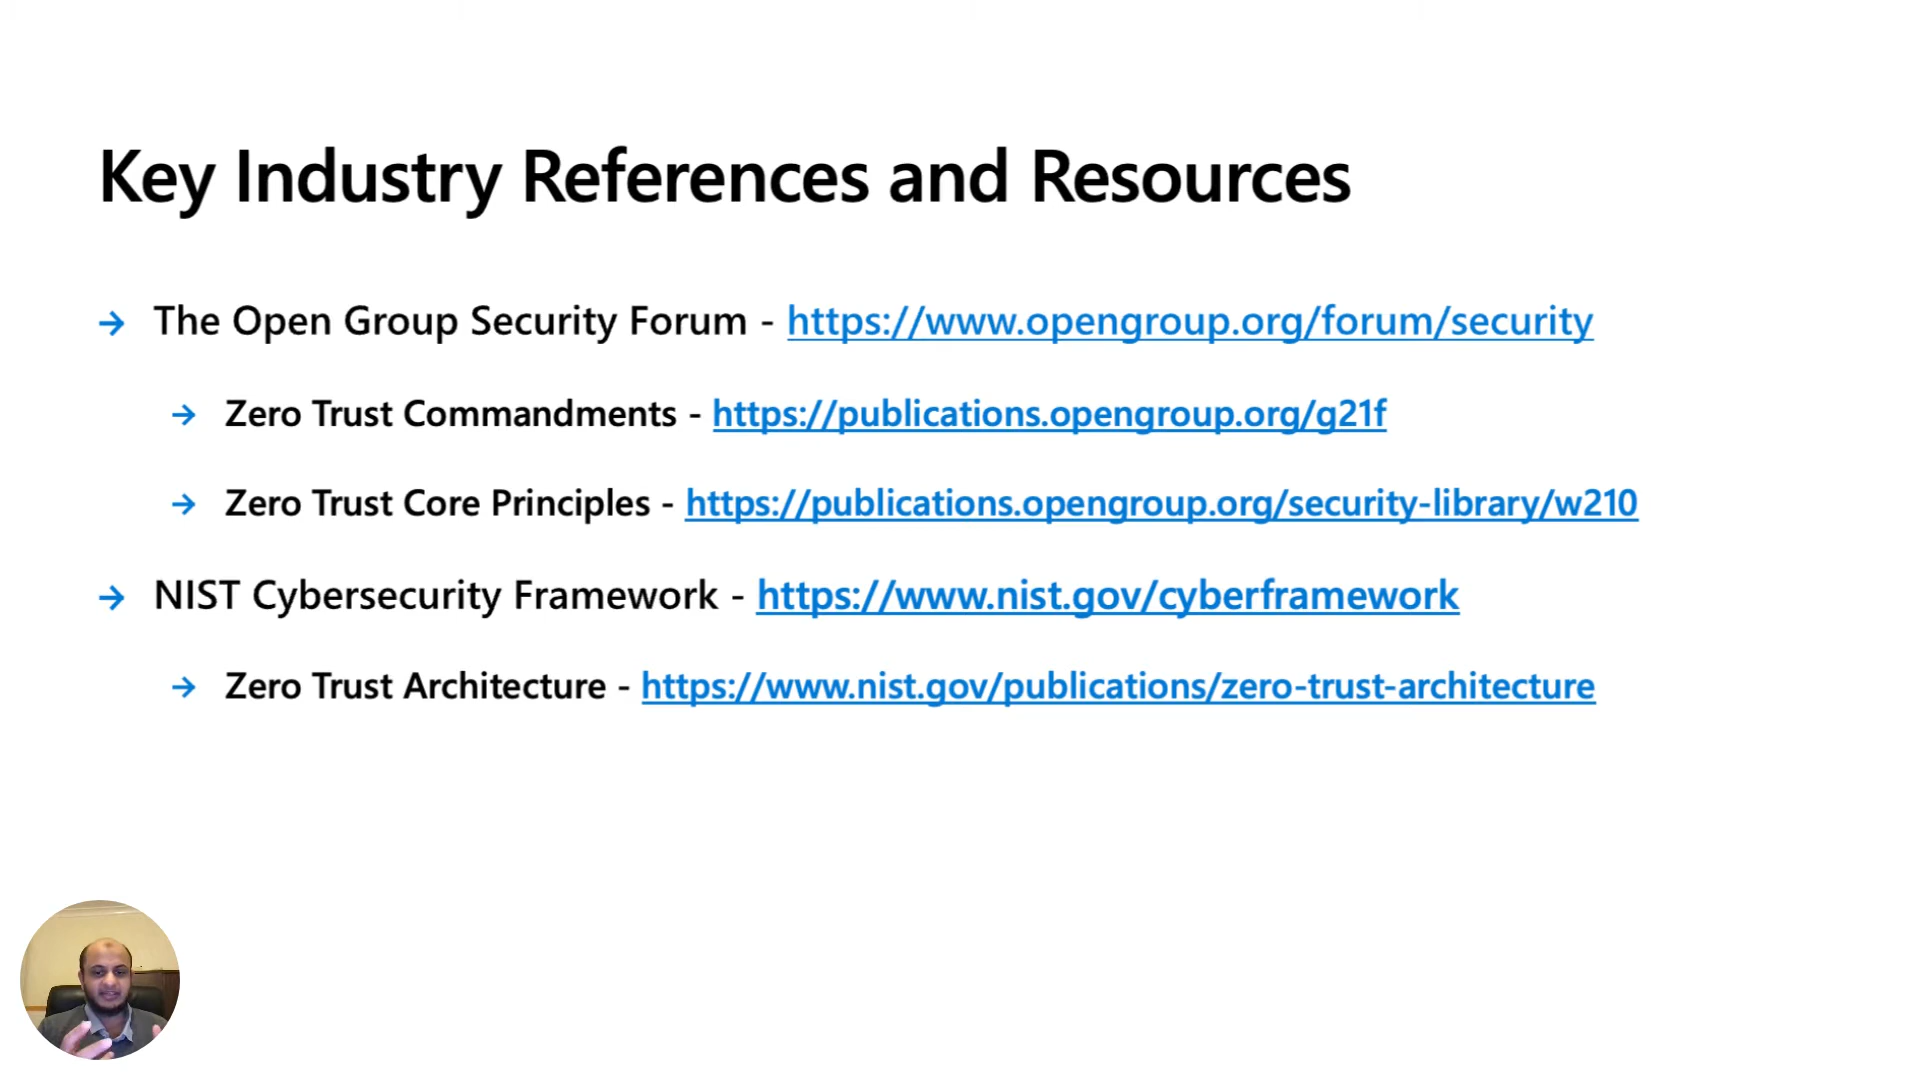 Key Industry References and Resources
→ The Open Group Security Forum - https://www.opengroup.org/forum/security
→ Zero Trust Commandments - https://publications.opengroup.org/g21f
→ Zero Trust Core Principles - https://publications.opengroup.org/security-library/w210
→ NIST Cybersecurity Framework - https://www.nist.gov/cyberframework
→ Zero Trust Architecture - https://www.nist.gov/publications/zero-trust-architecture